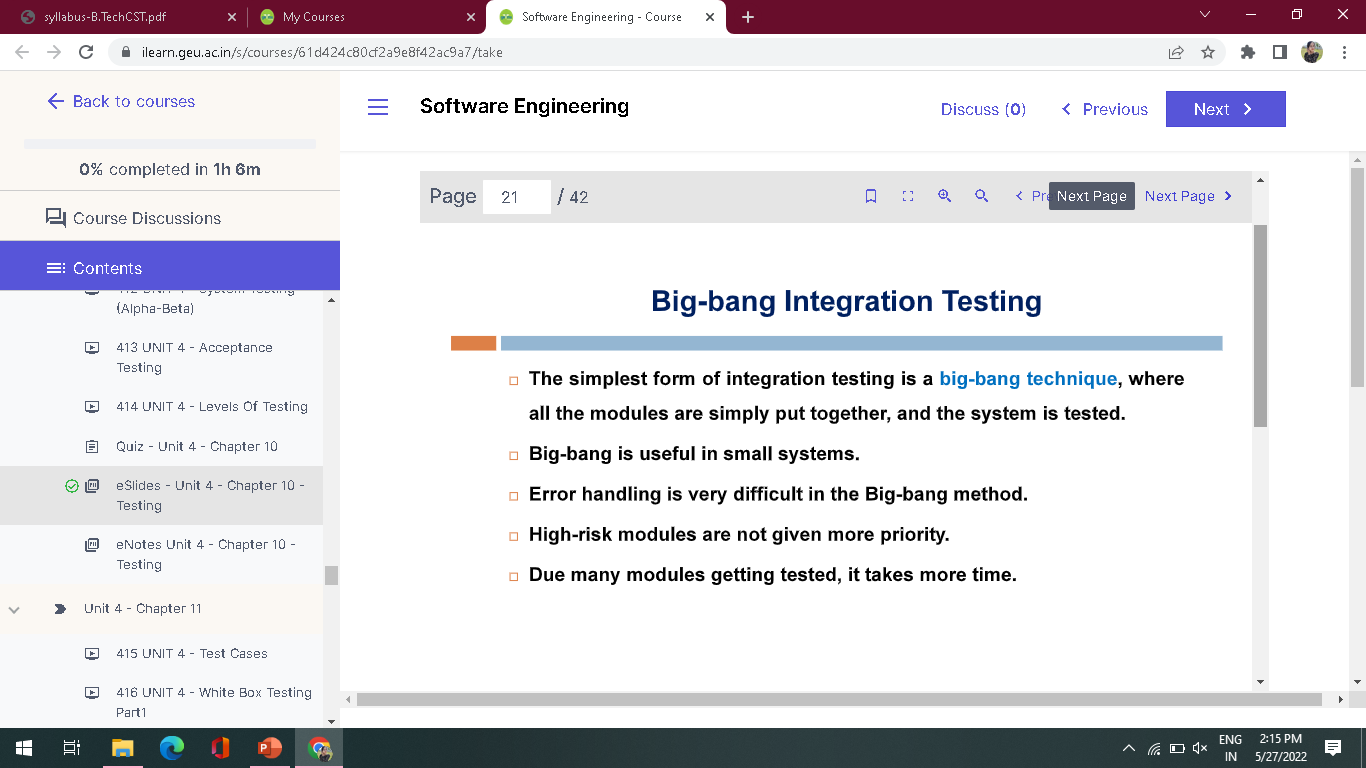 syllabus-B.TechCST.pdf
My Courses
Software Engineering - Course
ilearn.geu.ac.in/s/courses/61d424c80cf2a9e8f42ac9a7/take
Back to courses
0% completed in 1h 6m
Course Discussions
Contents
(Alpha-Beta)
413 UNIT 4 - Acceptance
Testing
414 UNIT 4 - Levels Of Testing
Quiz - Unit 4 - Chapter 10
eSlides - Unit 4 - Chapter 10 -
Testing
eNotes Unit 4 - Chapter 10 -
Testing
Unit 4 - Chapter 11
415 UNIT 4 - Test Cases
416 UNIT 4 - White Box Testing
Part1
Software Engineering
Discuss (0)
Previous
Next
Page 21 / 42
Pre
Next Page
Next Page
Big-bang Integration Testing
The simplest form of integration testing is a big-bang technique, where
all the modules are simply put together, and the system is tested.
Big-bang is useful in small systems.
Error handling is very difficult in the Big-bang method.
High-risk modules are not given more priority.
Due many modules getting tested, it takes more time.
ENG
IN
2:15 PM
5/27/2022